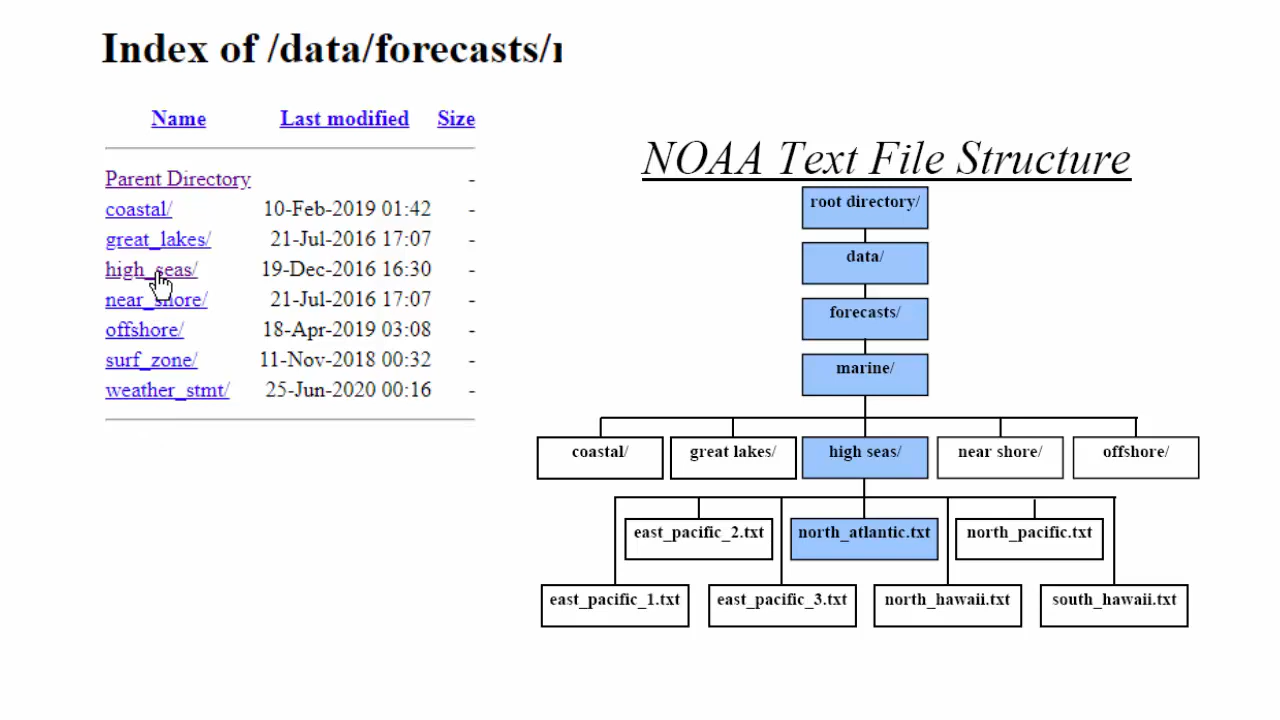 Index of /data/forecasts/
Name Last modified Size
Parent Directory -
coastal/ 10-Feb-2019 01:42 -
great_lakes/ 21-Jul-2016 17:07 -
high_seas/ 19-Dec-2016 16:30 -
near_shore/ 21-Jul-2016 17:07 -
offshore/ 18-Apr-2019 03:08 -
surf_zone/ 11-Nov-2018 00:32 -
weather_stmt/ 25-Jun-2020 00:16 -
NOAA Text File Structure
root directory/
data/
forecasts/
marine/
coastal/ great lakes/ high seas/ near shore/ offshore/
east_pacific_2.txt north_atlantic.txt north_pacific.txt
east_pacific_1.txt east_pacific_3.txt north_hawaii.txt south_hawaii.txt